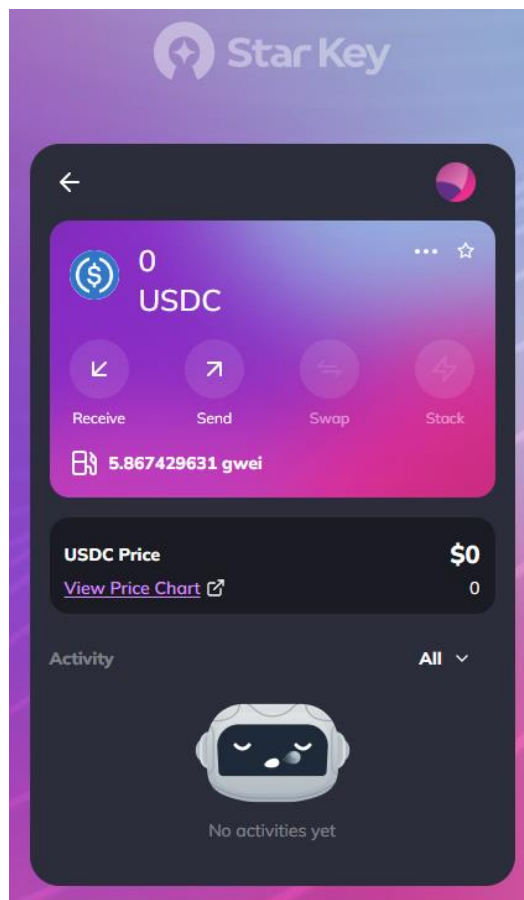 Star Key
0
USDC
Receive Send Swap Stack
5.867429631 gwei
USDC Price $0
View Price Chart 0
Activity All
No activities yet